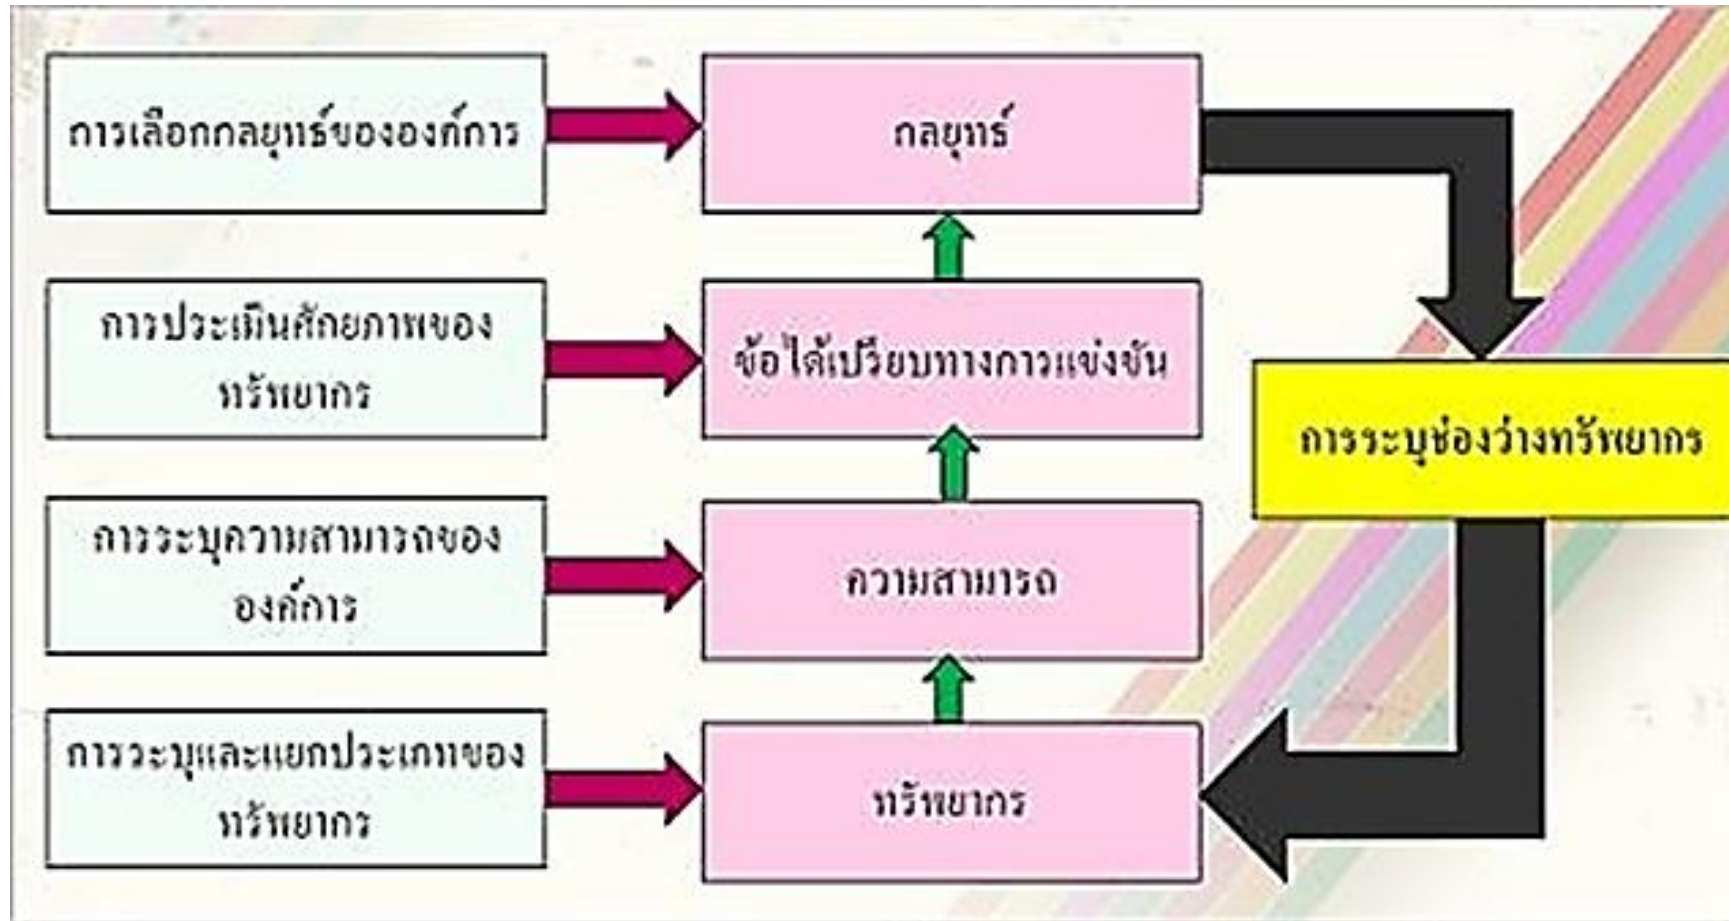 การเลือกกลยุทธ์ขององค์การ
กลยุทธ์
การประเมินศักยภาพของ
ทรัพยากร
ข้อได้เปรียบทางการแข่งขัน
การระบุช่องว่างทรัพยากร
การระบุความสามารถของ
องค์การ
ความสามารถ
การระบุและแยกประเภทของ
ทรัพยากร
ทรัพยากร